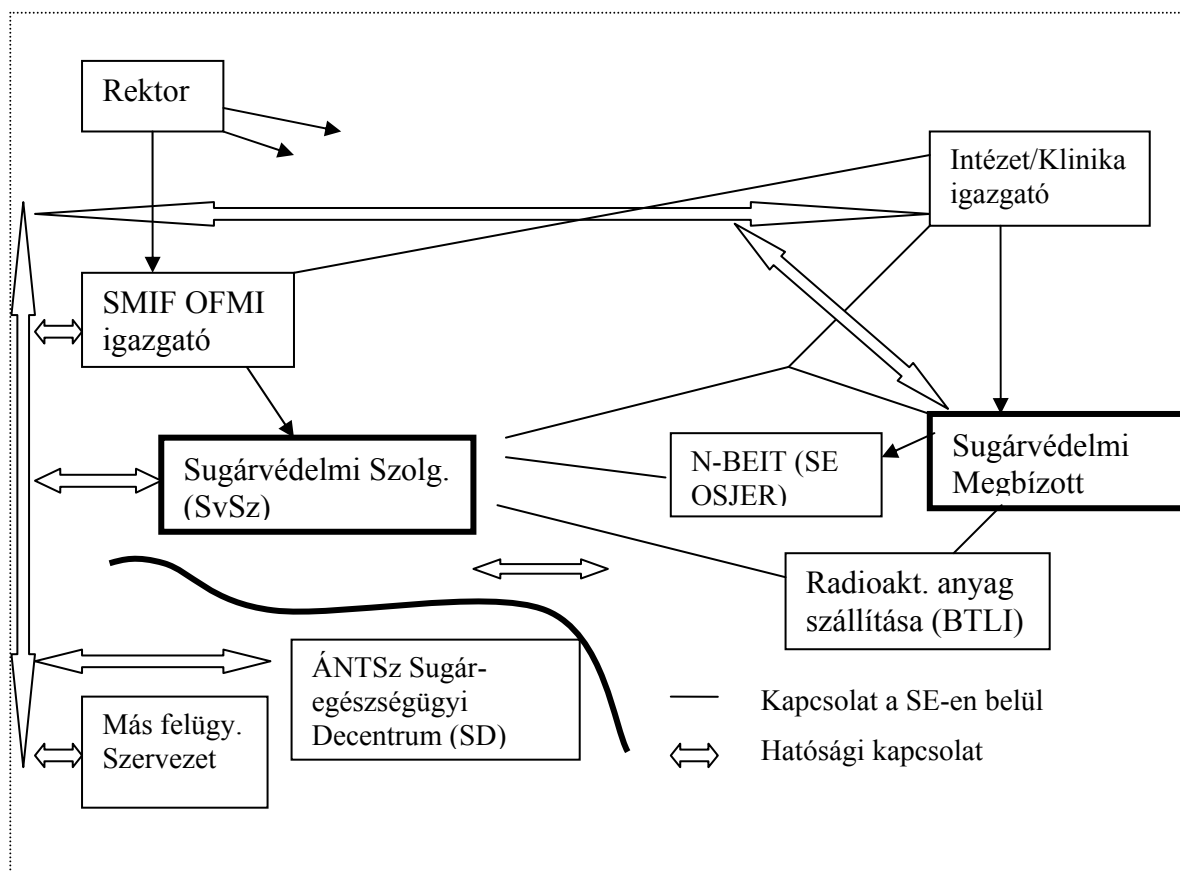 Rektor
Intézet/Klinika
igazgató
SMIF OFMI
igazgató
Sugárvédelmi Szolg.
(SvSz)
N-BEIT (SE
OSJER)
Sugárvédelmi
Megbízott
Radioakt. anyag
szállítása (BTLI)
ÁNTSz Sugár-
egészségügyi
Decentrum (SD)
Más felügy.
Szervezet
Kapcsolat a SE-en belül
Hatósági kapcsolat